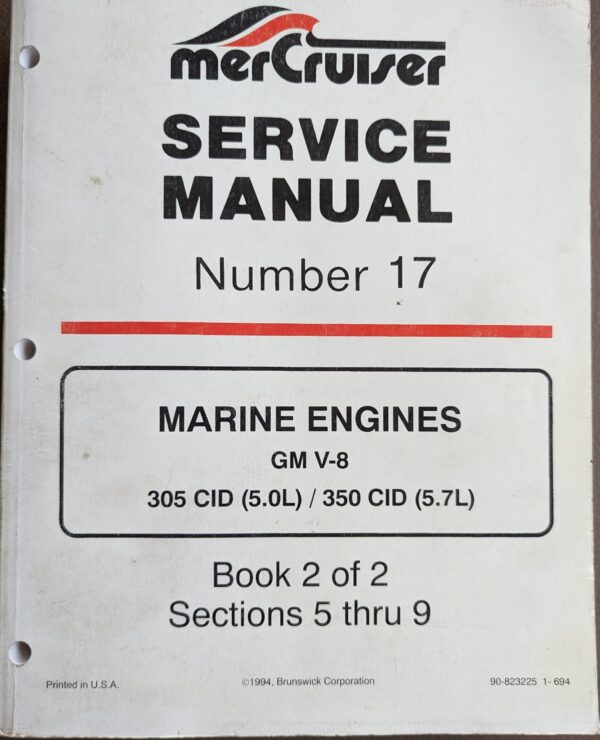 merCruiser
SERVICE
MANUAL
Number 17
MARINE ENGINES
GM V-8
305 CID (5.0L) / 350 CID (5.7L)
Book 2 of 2
Sections 5 thru 9
Printed in U.S.A.
©1994, Brunswick Corporation
90-823225 1- 694